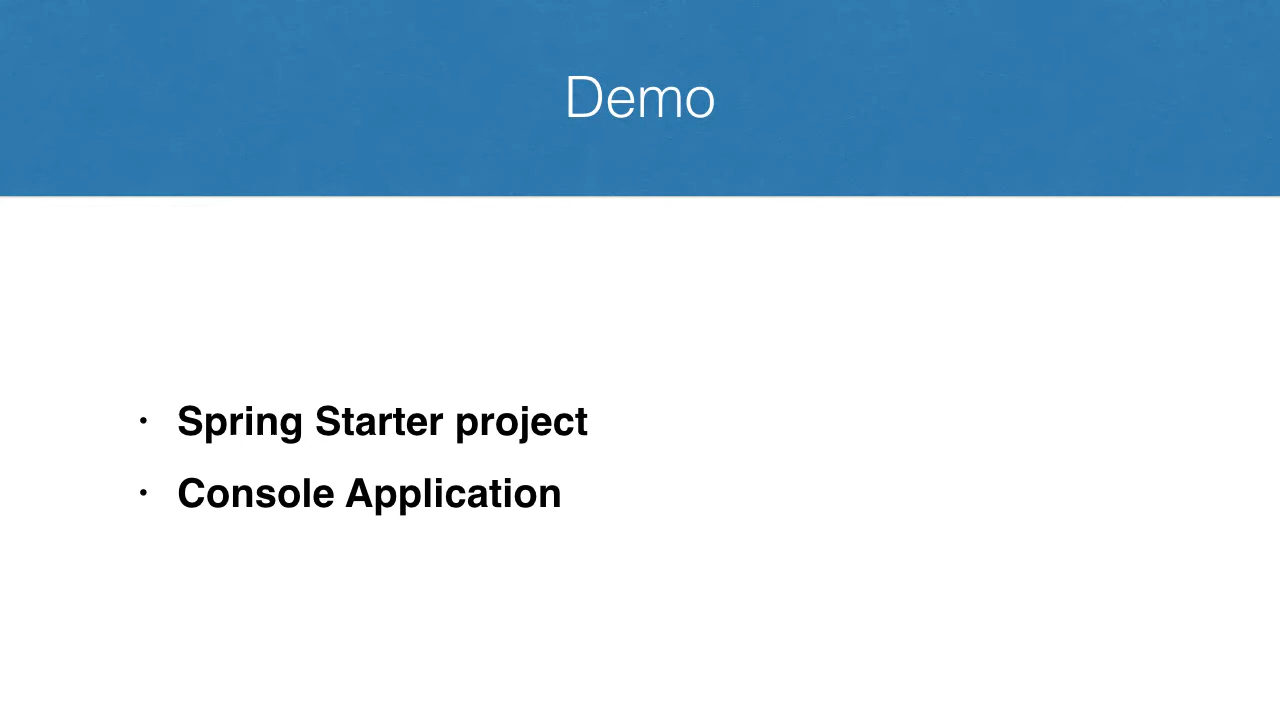 Demo
• Spring Starter project
• Console Application